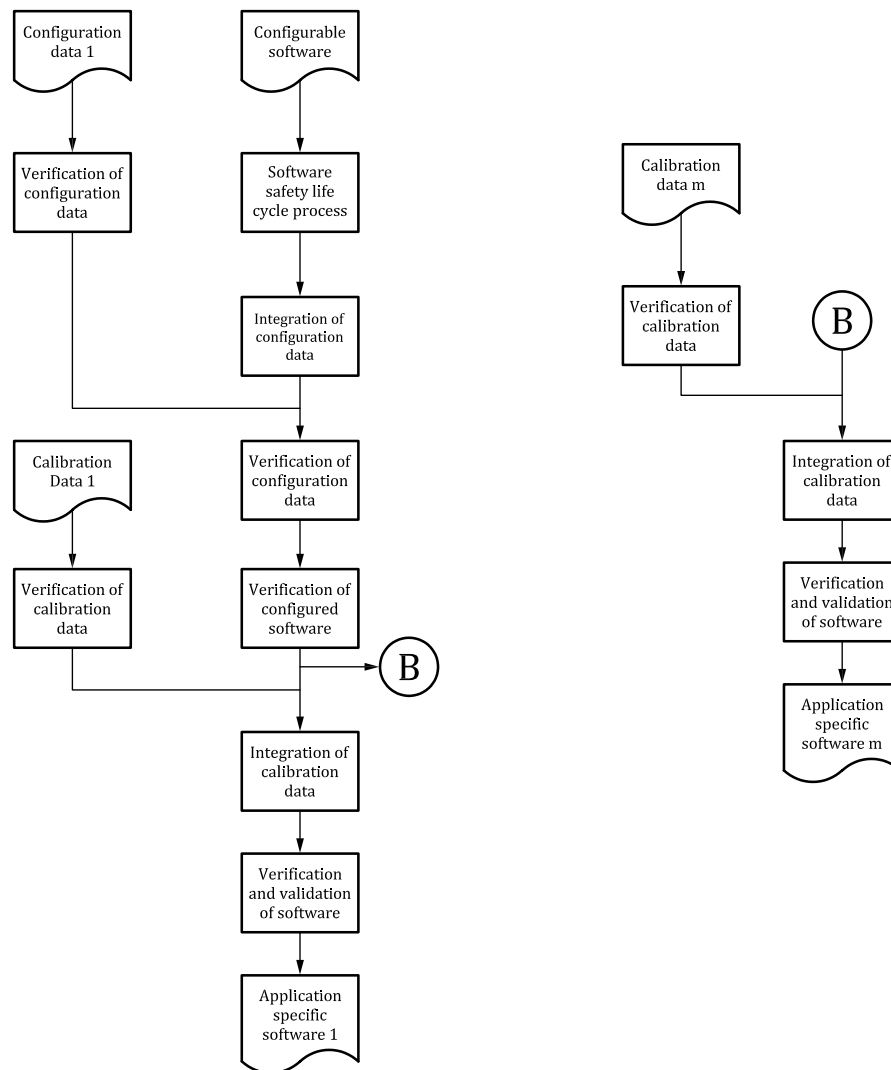 Configuration
data 1
Configurable
software
Verification of
configuration
data
Software
safety life
cycle process
Integration of
configuration
data
Calibration
Data 1
Verification of
configuration
data
Verification of
calibration
data
Verification of
configured
software
B
Integration of
calibration
data
Verification
and validation
of software
Application
specific
software 1
Calibration
data m
Verification of
calibration
data
B
Integration of
calibration
data
Verification
and validation
of software
Application
specific
software m